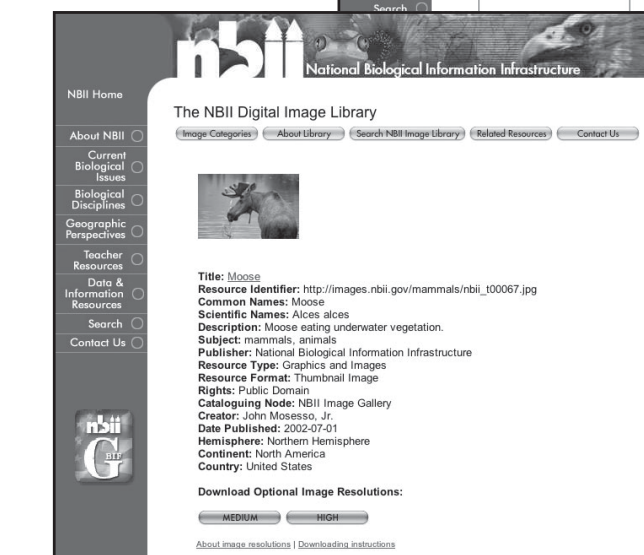 Search
nbii
National Biological Information Infrastructure
NBII Home
The NBII Digital Image Library
Image Categories
About Library
Search NBII Image Library
Related Resources
Contact Us
About NBII
Current
Biological
Issues
Biological
Disciplines
Geographic
Perspectives
Teacher
Resources
Data &
Information
Resources
Search
Contact Us
nbii
G
BIF
Title: Moose
Resource Identifier: http://images.nbii.gov/mammals/nbii_t00067.jpg
Common Names: Moose
Scientific Names: Alces alces
Description: Moose eating underwater vegetation.
Subject: mammals, animals
Publisher: National Biological Information Infrastructure
Resource Type: Graphics and Images
Resource Format: Thumbnail Image
Rights: Public Domain
Cataloguing Node: NBII Image Gallery
Creator: John Mosesso, Jr.
Date Published: 2002-07-01
Hemisphere: Northern Hemisphere
Continent: North America
Country: United States
Download Optional Image Resolutions:
MEDIUM HIGH
About image resolutions | Downloading instructions